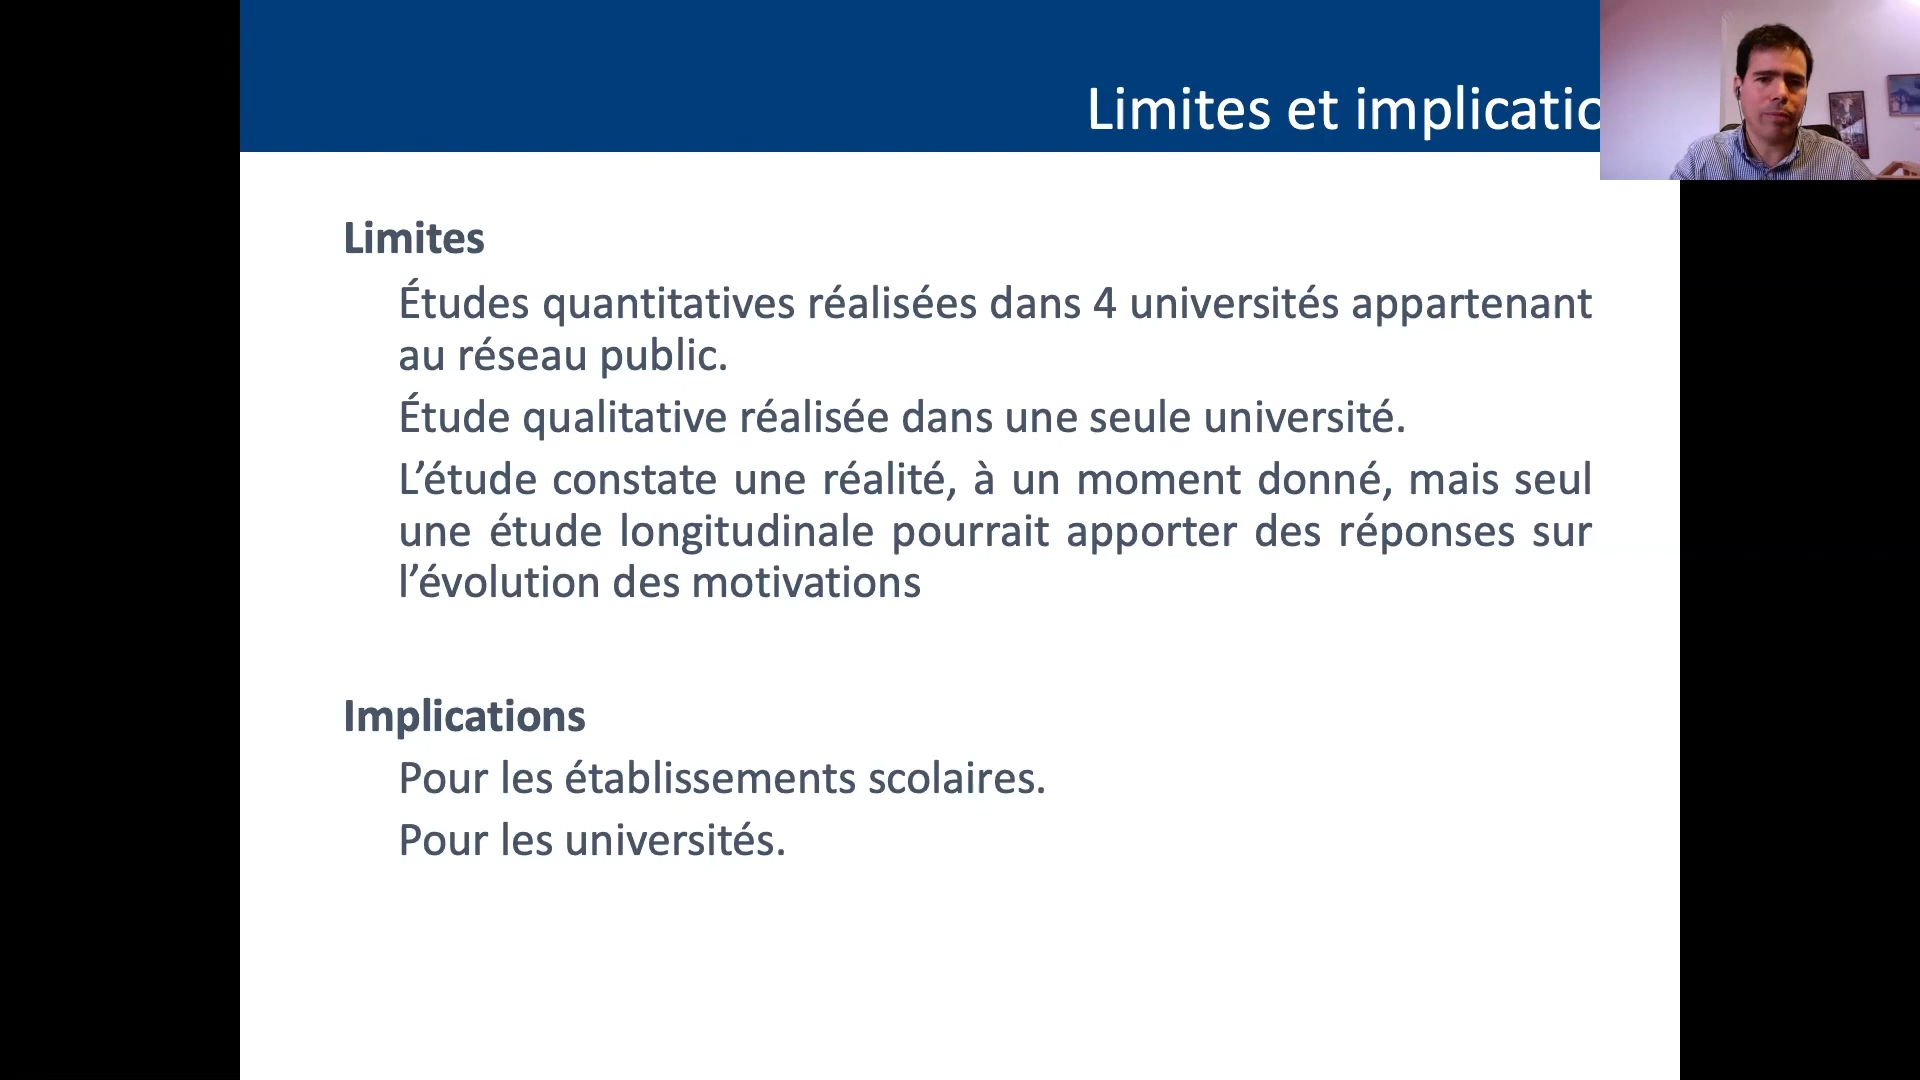 Limites et implicatio
Limites
Études quantitatives réalisées dans 4 universités appartenant
au réseau public.
Étude qualitative réalisée dans une seule université.
L’étude constate une réalité, à un moment donné, mais seul
une étude longitudinale pourrait apporter des réponses sur
l’évolution des motivations
Implications
Pour les établissements scolaires.
Pour les universités.